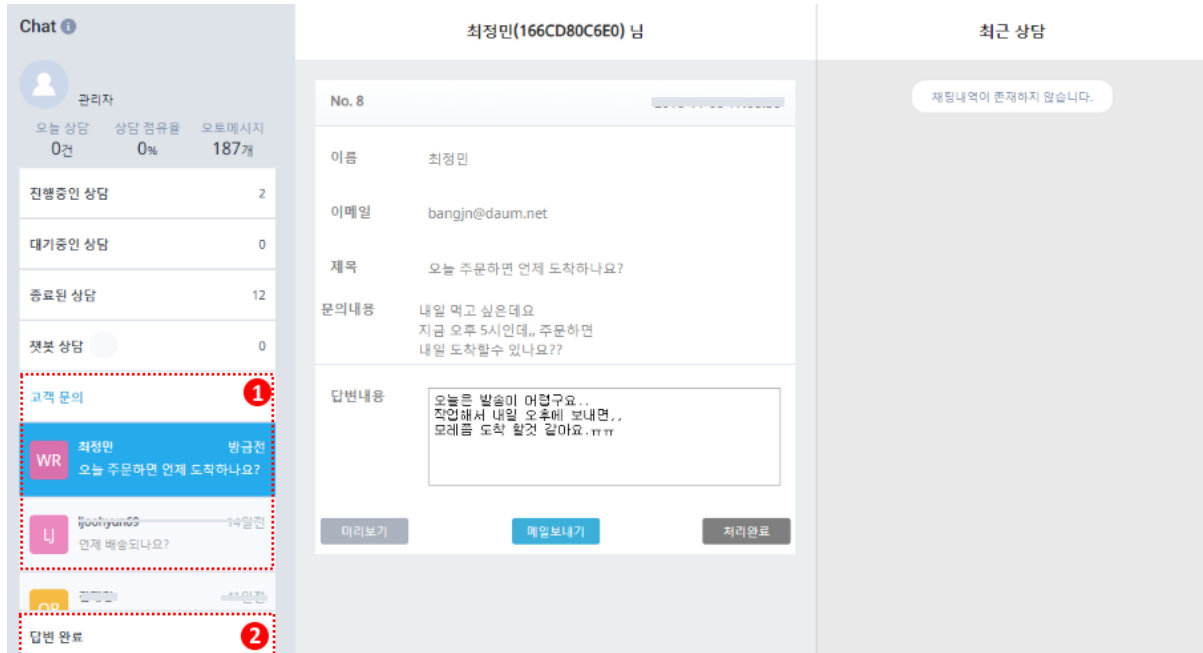 Chat
관리자
오늘 상담 상담 점유율 오토메시지
0건 0% 187개
진행중인 상담 2
대기중인 상담 0
종료된 상담 12
챗봇 상담 0
고객 문의 1
WR 최정민 방금전
오늘 주문하면 언제 도착하나요?
LJ ljoohyun69 14일전
언제 배송되나요?
답변 완료 2
최정민(166CD80C6E0) 님
No. 8
이름 최정민
이메일 bangjn@daum.net
제목 오늘 주문하면 언제 도착하나요?
문의내용 내일 먹고 싶은데요
지금 오후 5시인데,, 주문하면
내일 도착할수 있나요??
답변내용 오늘은 발송이 어렵구요..
작업해서 내일 오후에 보내면,,
모레쯤 도착 할것 같아요.ㅠㅠ
미리보기 메일보내기 처리완료
최근 상담
채팅내역이 존재하지 않습니다.